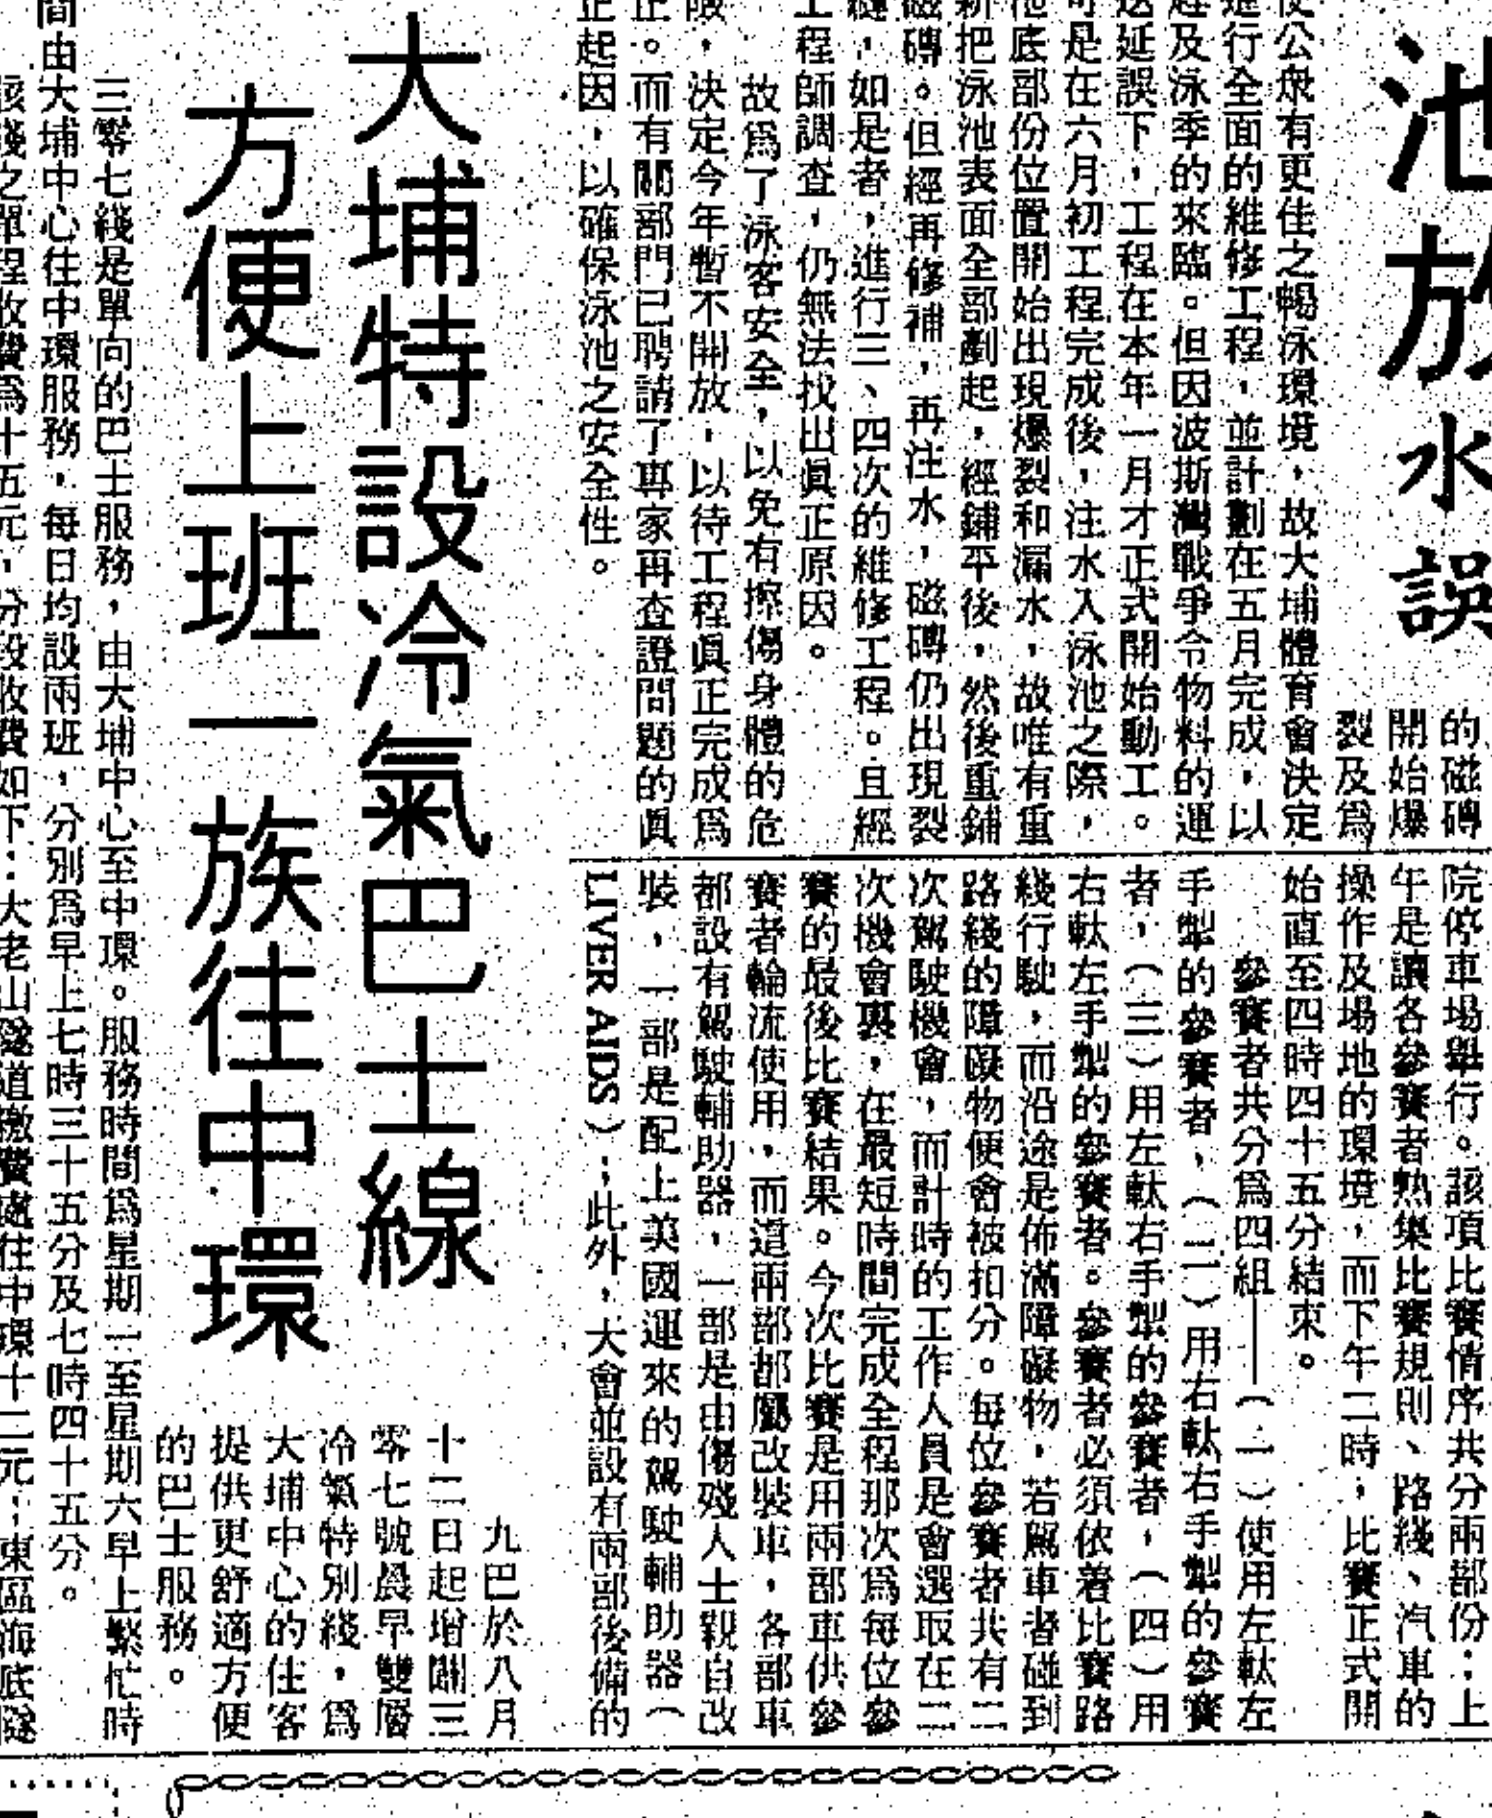 池放水誤
的磁磚
開始爆
裂及爲
使公衆有更佳之暢泳環境，故大埔體育會決定
進行全面的維修工程，並計劃在五月完成，以
趕及泳季的來臨。但因波斯灣戰爭令物料的運
送延誤下，工程在本年一月才正式開始動工。
可是在六月初工程完成後，注水入泳池之際，
池底部份位置開始出現爆裂和漏水，故唯有重
新把泳池表面全部劏起，經鋪平後，然後重鋪
磁磚。但經再修補，再注水，磁磚仍出現裂
縫，如是者，進行三、四次的維修工程。且經
工程師調查，仍無法找出眞正原因。
故爲了泳客安全，以免有擦傷身體的危
險，決定今年暫不開放，以待工程眞正完成爲
止。而有關部門已聘請了專家再查證問題的眞
正起因，以確保泳池之安全性。
院停車場舉行。該項比賽情序共分兩部份：上
午是讓各參賽者熟集比賽規則、路綫、汽車的
操作及場地的環境，而下午二時，比賽正式開
始直至四時四十五分結束。
參賽者共分爲四組——（一）使用左軚左
手掣的參賽者，（二）用右軚右手掣的參賽
者，（三）用左軚右手掣的參賽者，（四）用
右軚左手掣的參賽者。參賽者必須依着比賽路
綫行駛，而沿途是佈滿障礙物，若駕車者碰到
路綫的障礙物便會被扣分。每位參賽者共有二
次駕駛機會，而計時的工作人員是會選取在二
次機會裏，在最短時間完成全程那次爲每位參
賽的最後比賽結果。今次比賽是用兩部車供參
賽者輪流使用，而這兩部都屬改裝車，各部車
都設有駕駛輔助器，一部是由傷殘人士親自改
裝，一部是配上美國運來的駕駛輔助器（
LIVER AIDS）；此外，大會並設有兩部後備的
大埔特設冷氣巴士線
方便上班一族往中環
九巴於八月
十二日起增闢三
零七號晨早雙層
冷氣特別綫，爲
大埔中心的住客
提供更舒適方便
的巴士服務。
三零七綫是單向的巴士服務，由大埔中心至中環。服務時間爲星期一至星期六早上繁忙時
間由大埔中心往中環服務，每日均設兩班，分別爲早上七時三十五分及七時四十五分。
該綫之單程收費爲十五元，分段收費如下：大老山隧道繳費處往中環十二元；東區海底隧